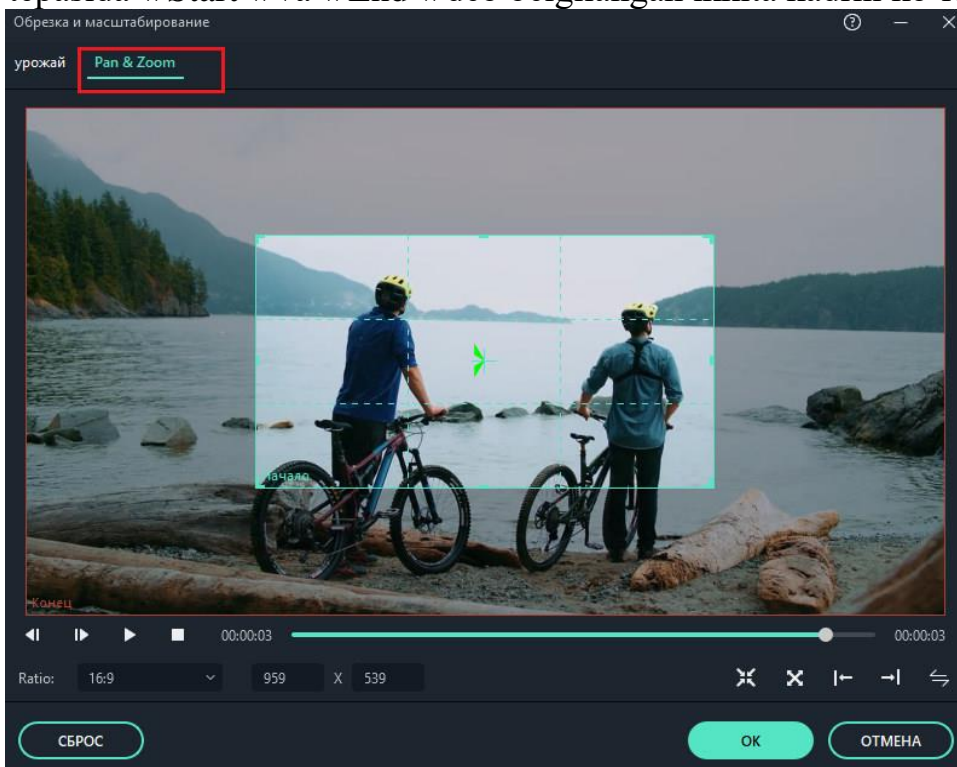 Обрезка и масштабирование
урожай Pan & Zoom
Начало
Конец
00:00:03 00:00:03
Ratio: 16:9 959 X 539
СБРОС OK ОТМЕНА